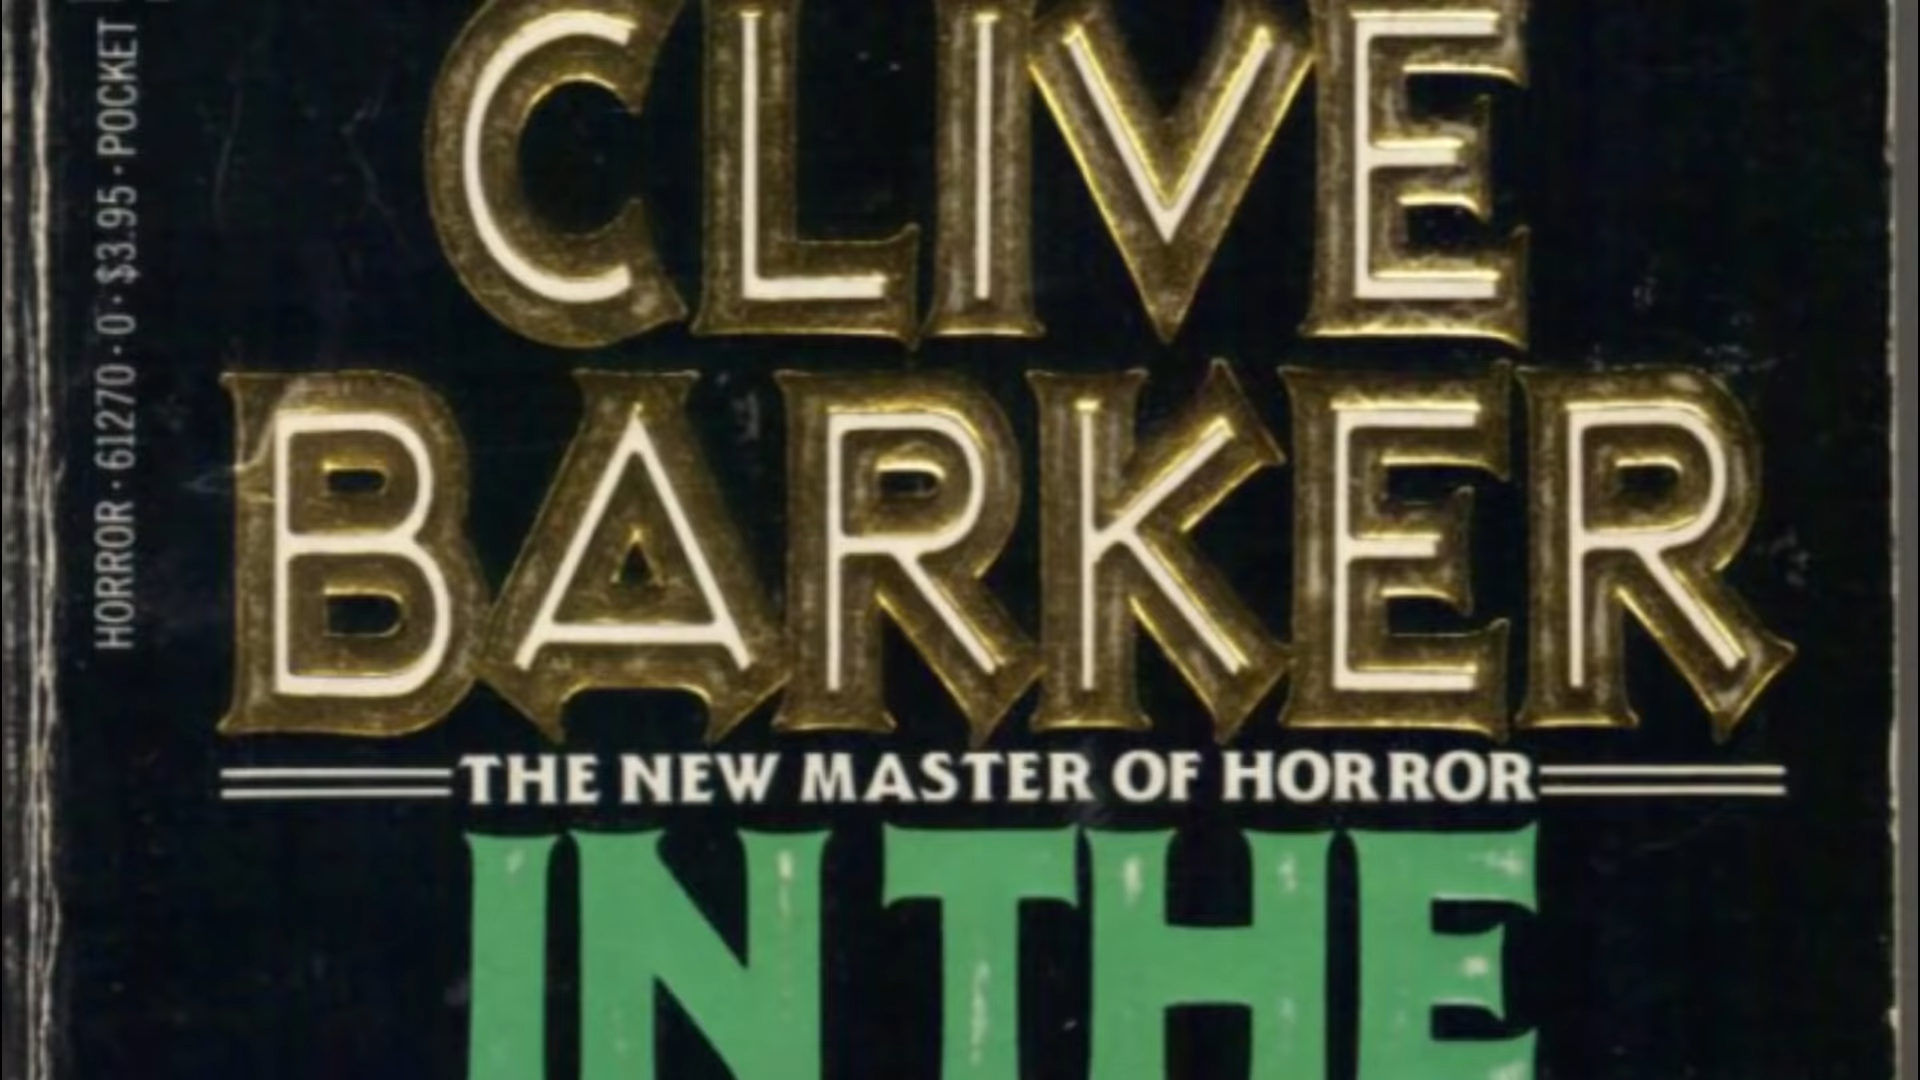 HORROR · 61270 · 0 · $3.95 · POCKET
CLIVE
BARKER
THE NEW MASTER OF HORROR
IN THE